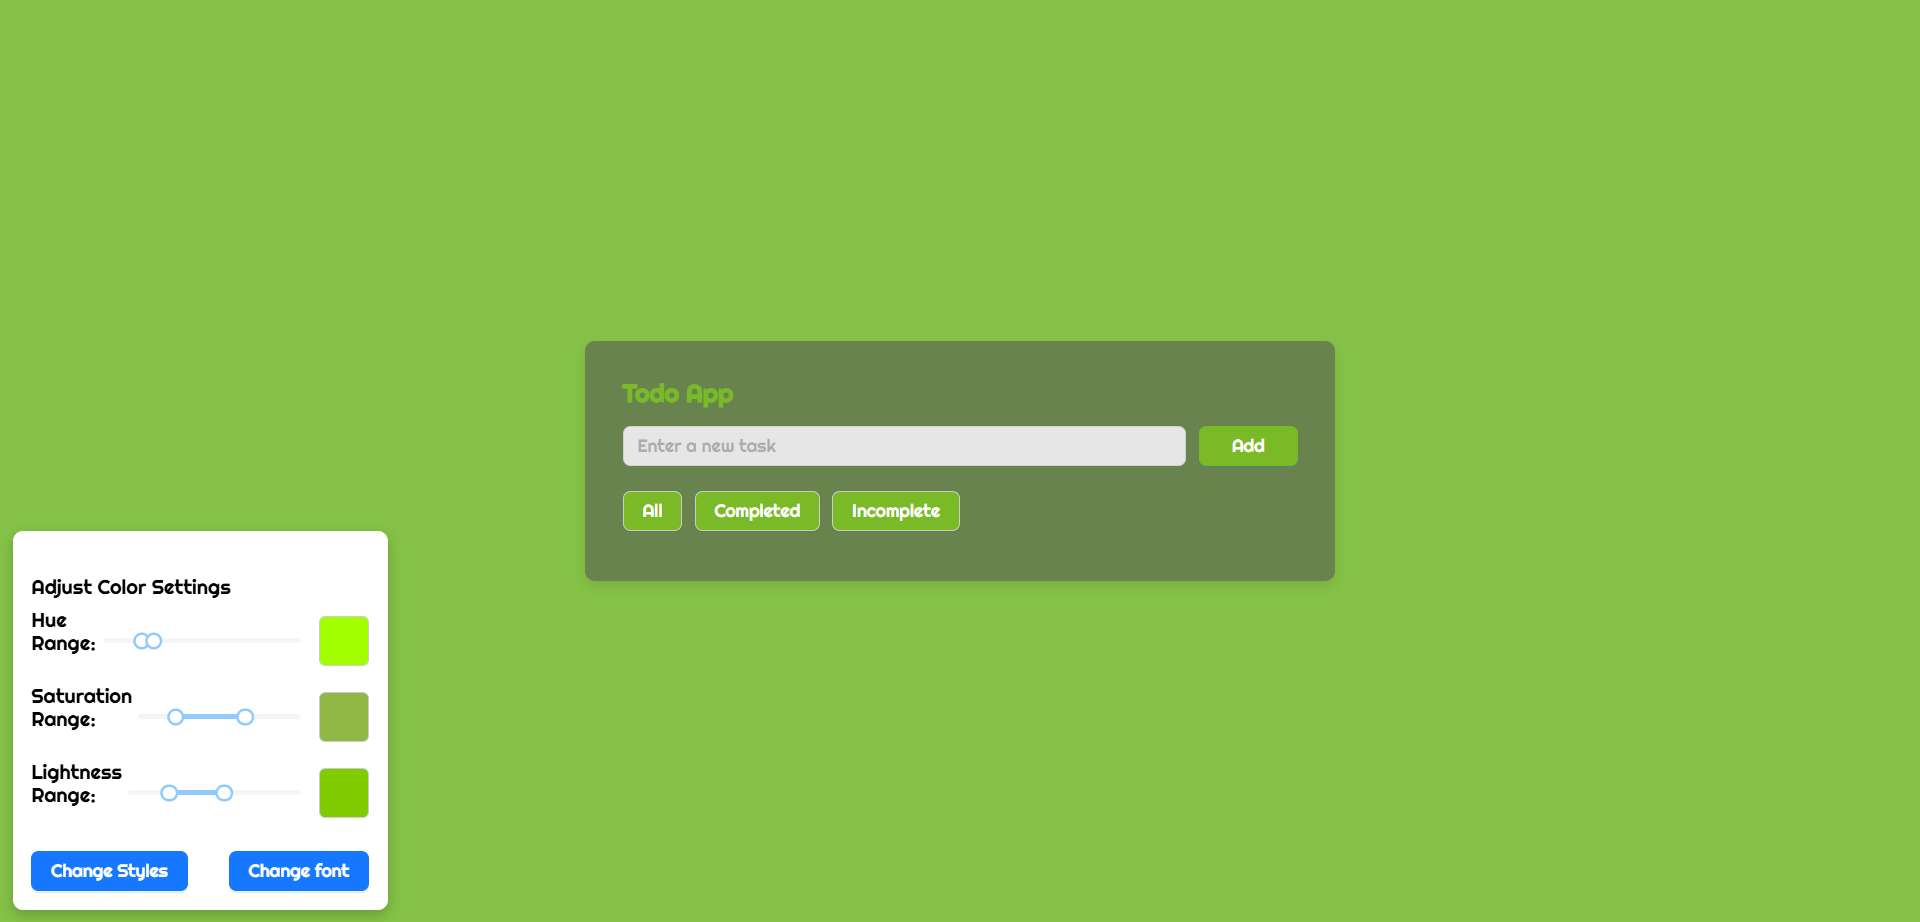 Todo App
Enter a new task
Add
All
Completed
Incomplete
Adjust Color Settings
Hue
Range:
Saturation
Range:
Lightness
Range:
Change Styles
Change font